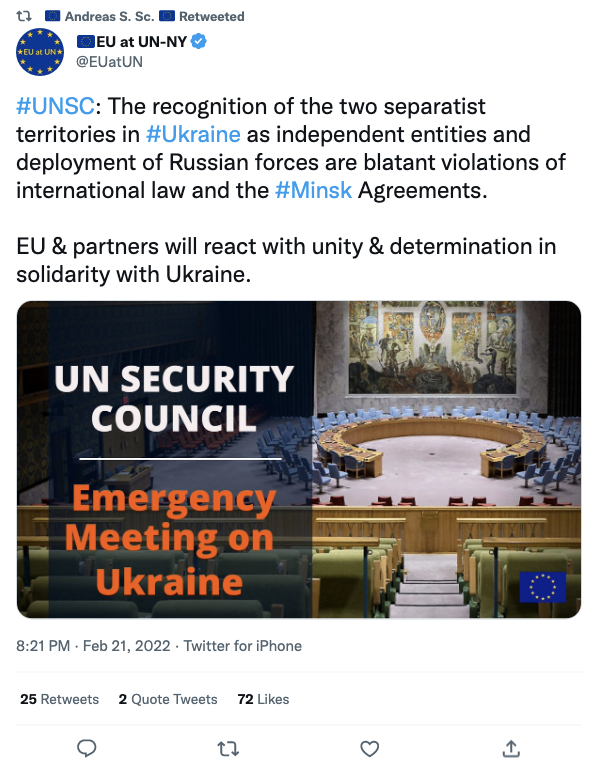 Andreas S. Sc. 🇪🇺 Retweeted
EU at UN
🇪🇺EU at UN-NY
@EUatUN
#UNSC: The recognition of the two separatist
territories in #Ukraine as independent entities and
deployment of Russian forces are blatant violations of
international law and the #Minsk Agreements.
EU & partners will react with unity & determination in
solidarity with Ukraine.
UN SECURITY
COUNCIL
Emergency
Meeting on
Ukraine
8:21 PM · Feb 21, 2022 · Twitter for iPhone
25 Retweets 2 Quote Tweets 72 Likes